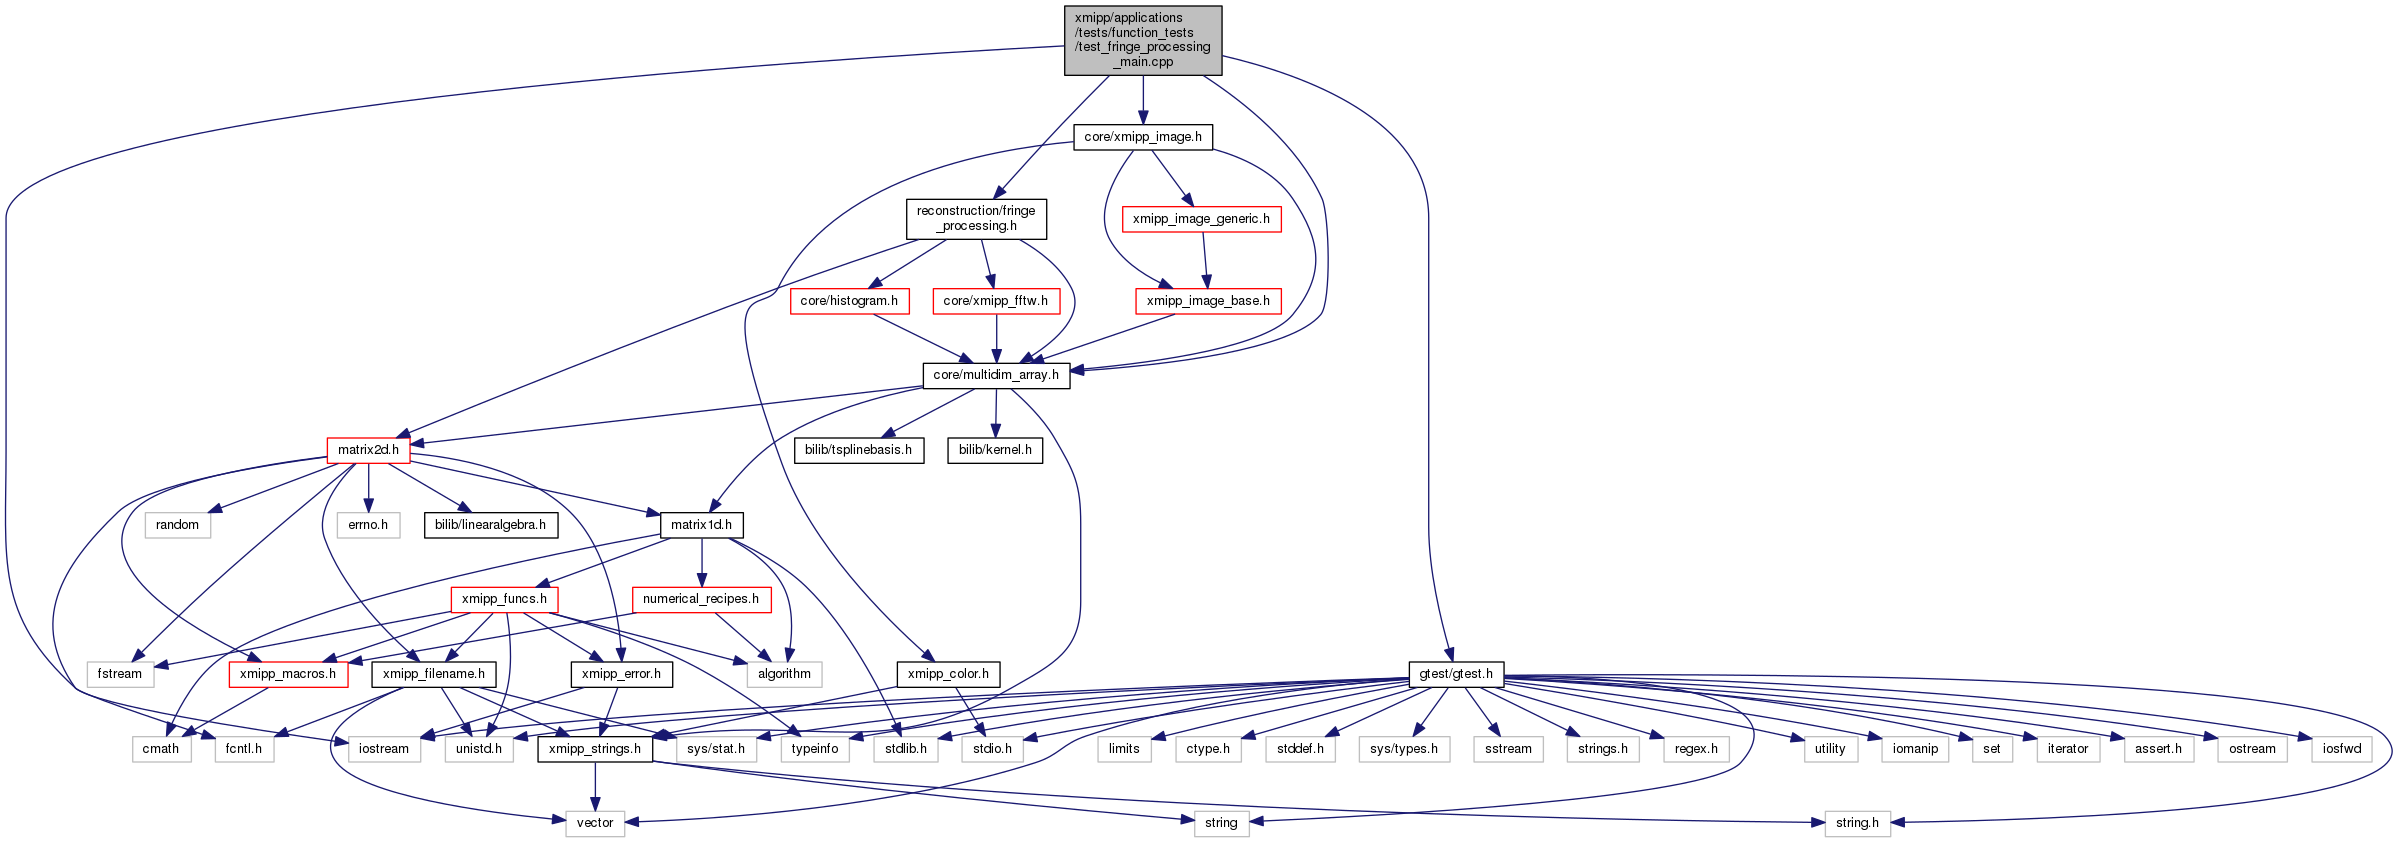 xmipp/applications
/tests/function_tests
/test_fringe_processing
_main.cpp
core/xmipp_image.h
reconstruction/fringe
_processing.h
xmipp_image_generic.h
core/histogram.h
core/xmipp_fftw.h
xmipp_image_base.h
core/multidim_array.h
matrix2d.h
bilib/tsplinebasis.h
bilib/kernel.h
random
errno.h
bilib/linearalgebra.h
matrix1d.h
xmipp_funcs.h
numerical_recipes.h
fstream
xmipp_macros.h
xmipp_filename.h
xmipp_error.h
algorithm
xmipp_color.h
gtest/gtest.h
cmath
fcntl.h
iostream
unistd.h
xmipp_strings.h
sys/stat.h
typeinfo
stdlib.h
stdio.h
limits
ctype.h
stddef.h
sys/types.h
sstream
strings.h
regex.h
utility
iomanip
set
iterator
assert.h
ostream
iosfwd
vector
string
string.h